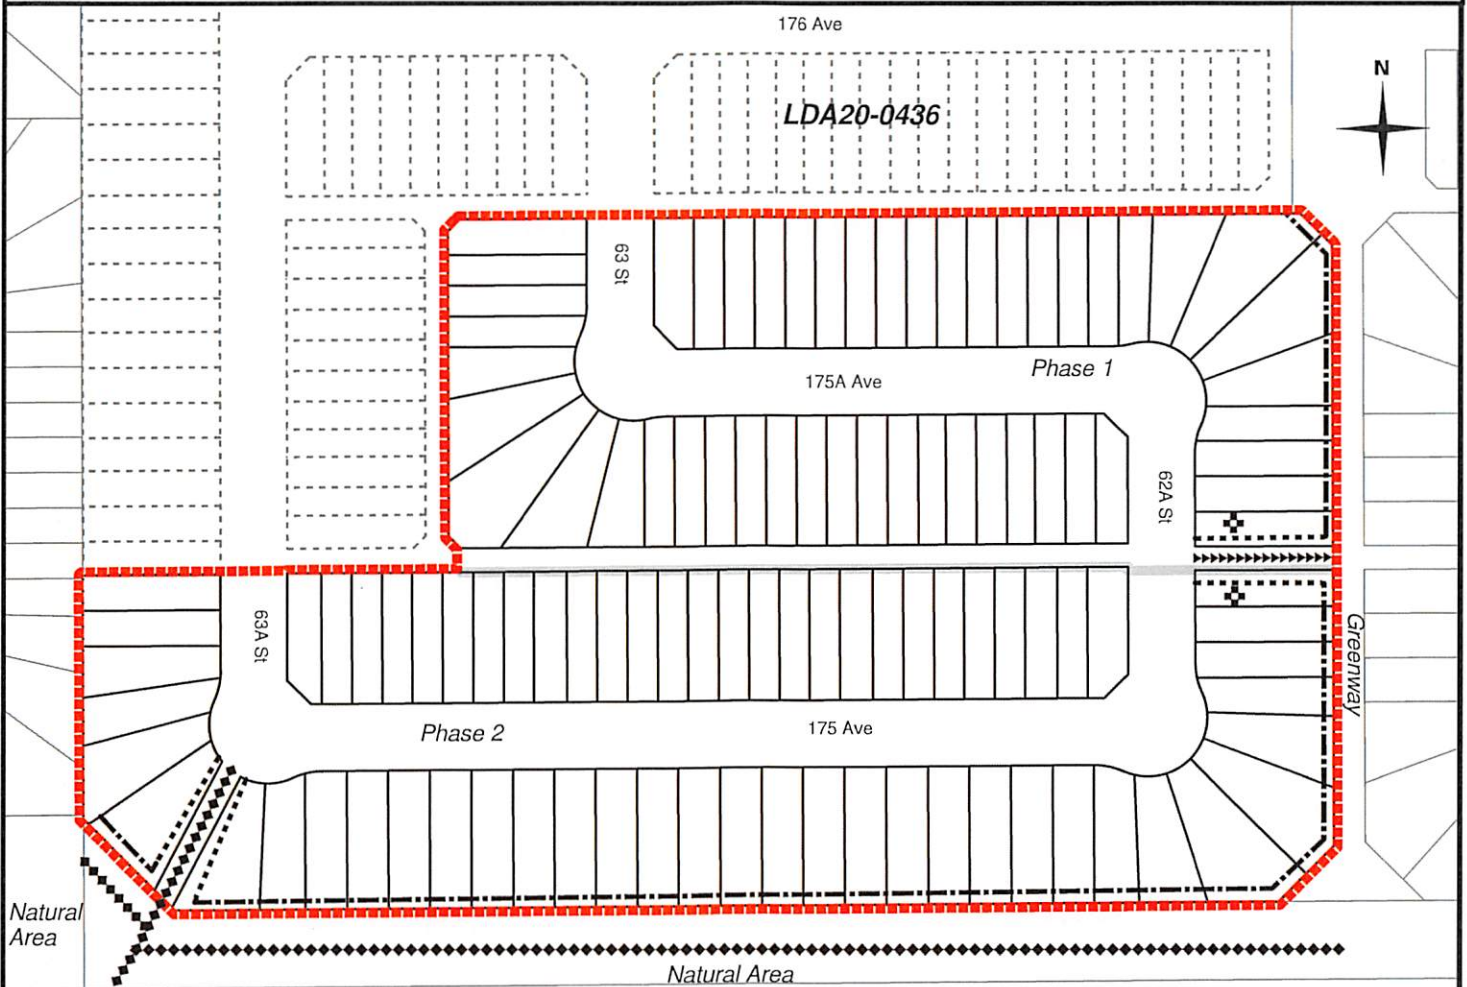 176 Ave
N
LDA20-0436
63 St
Phase 1
175A Ave
62A St
63A St
Greenway
Phase 2
175 Ave
Natural
Area
Natural Area